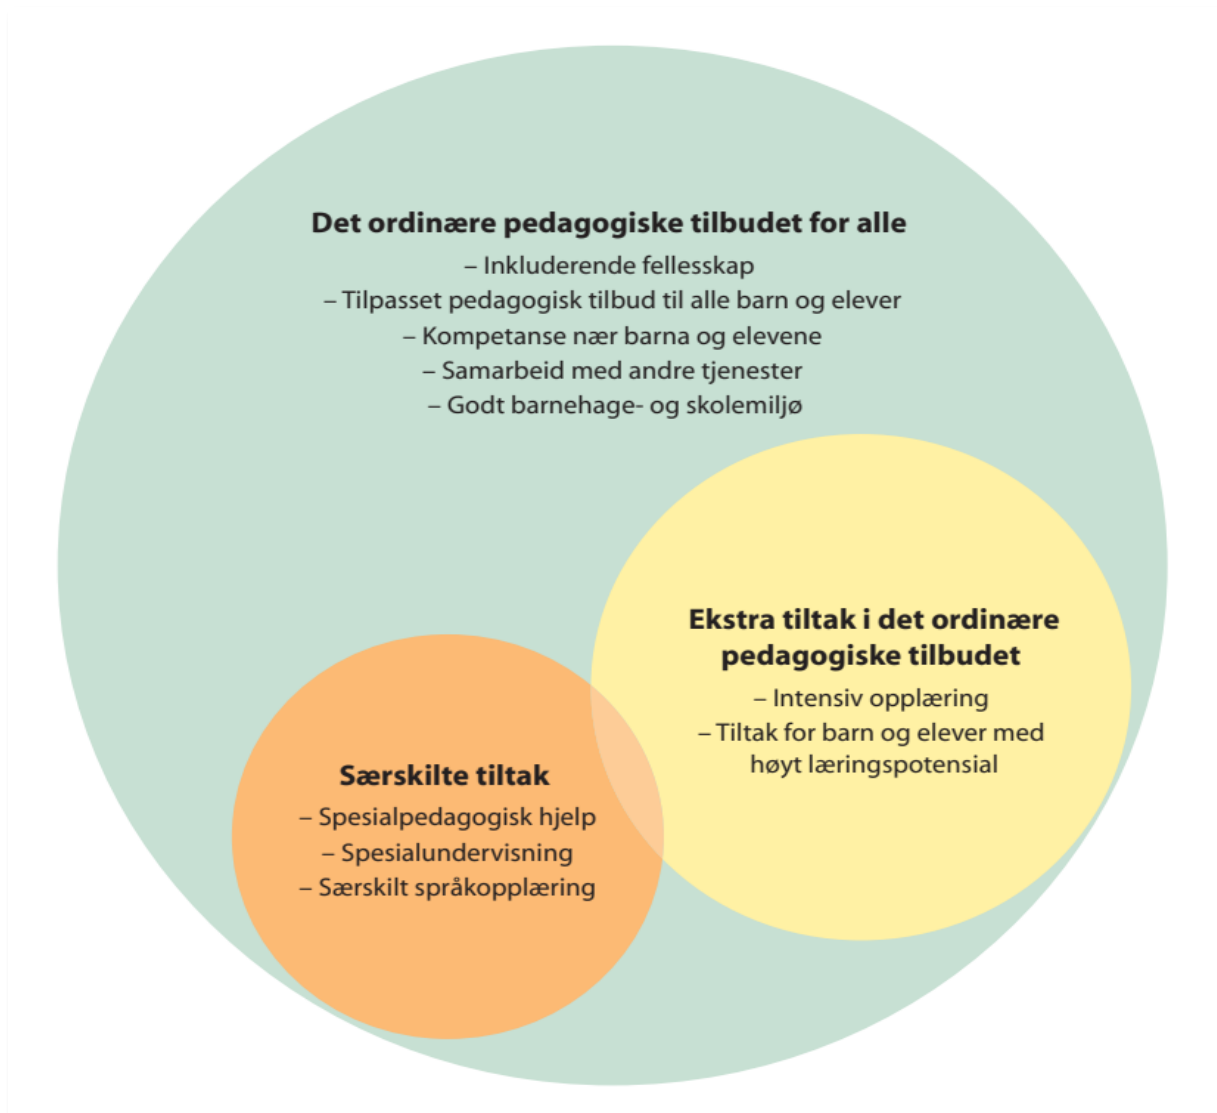 Det ordinære pedagogiske tilbudet for alle
– Inkluderende fellesskap
– Tilpasset pedagogisk tilbud til alle barn og elever
– Kompetanse nær barna og elevene
– Samarbeid med andre tjenester
– Godt barnehage- og skolemiljø
Ekstra tiltak i det ordinære
pedagogiske tilbudet
– Intensiv opplæring
– Tiltak for barn og elever med
høyt læringspotensial
Særskilte tiltak
– Spesialpedagogisk hjelp
– Spesialundervisning
– Særskilt språkopplæring